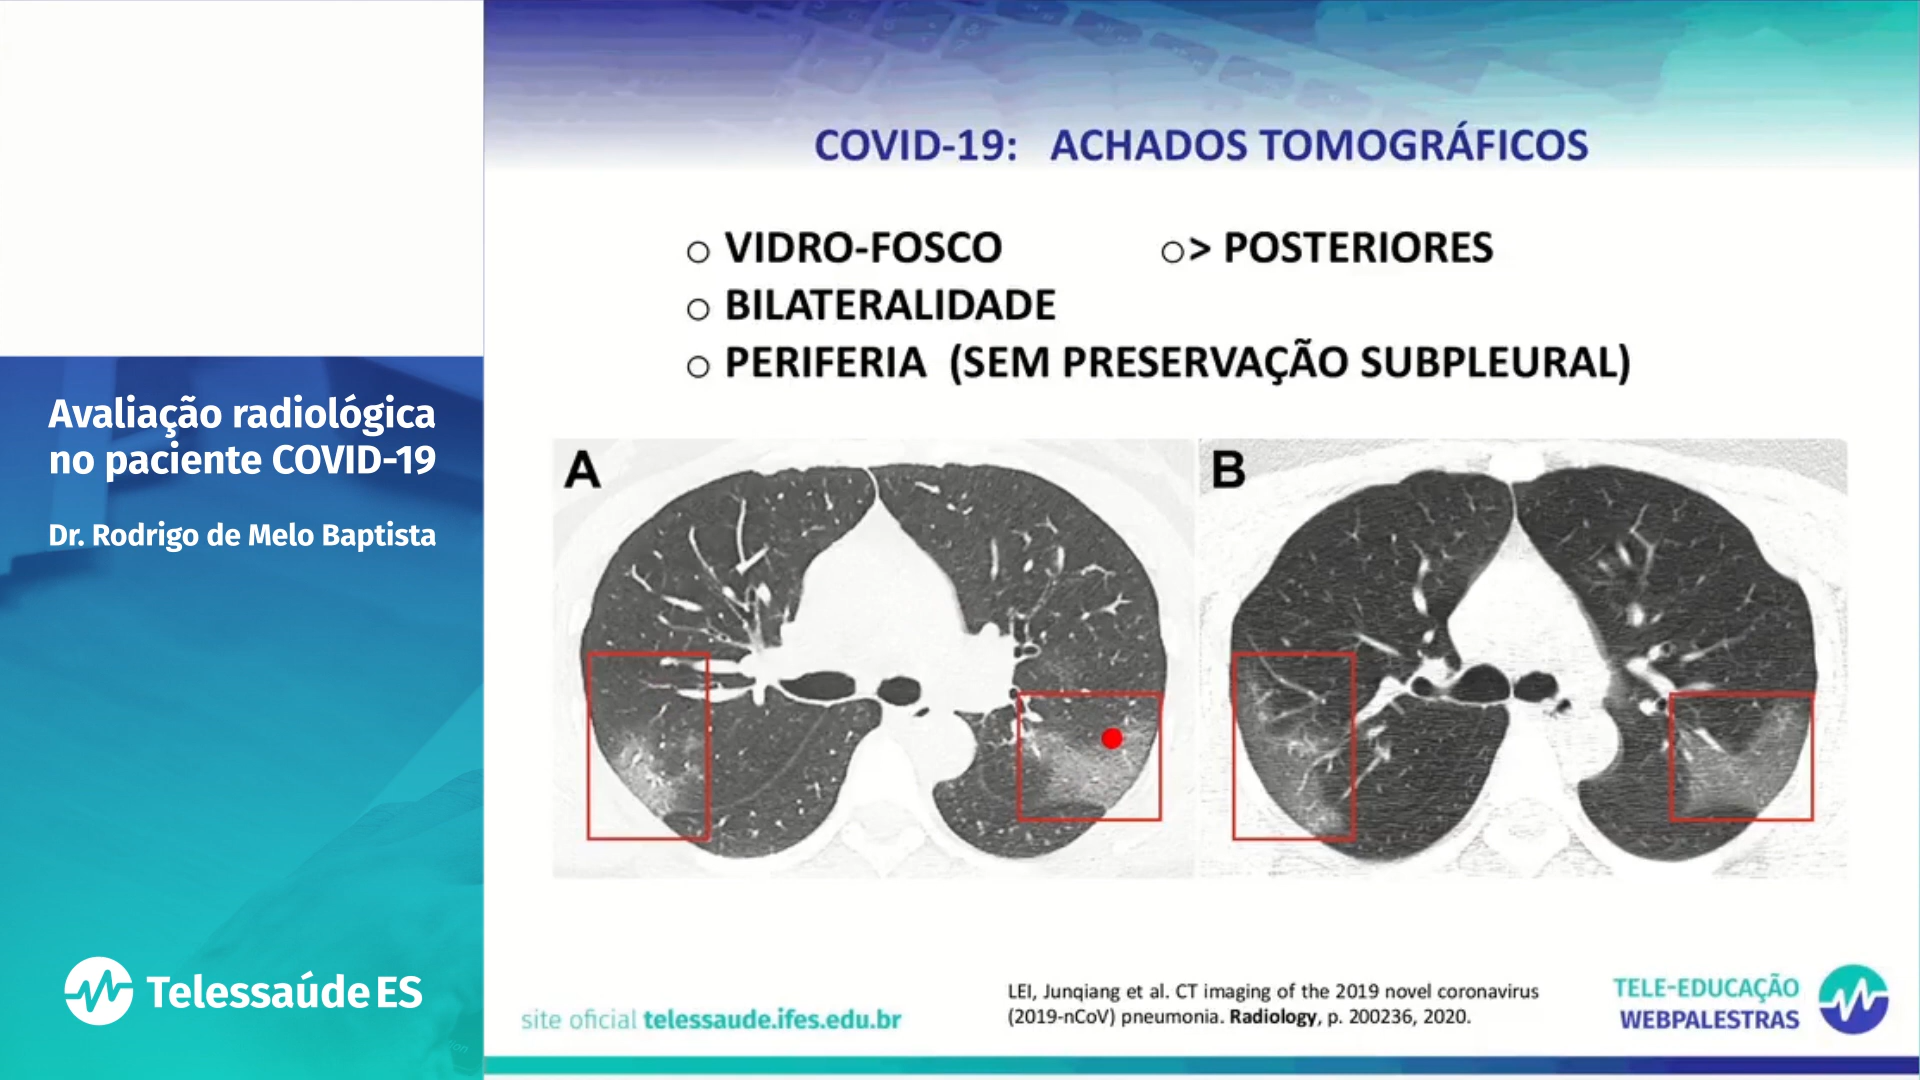 Avaliação radiológica
no paciente COVID-19
Dr. Rodrigo de Melo Baptista
Telessaúde ES
COVID-19: ACHADOS TOMOGRÁFICOS
○ VIDRO-FOSCO
○ > POSTERIORES
○ BILATERALIDADE
○ PERIFERIA (SEM PRESERVAÇÃO SUBPLEURAL)
A
B
site oficial telessaude.ifes.edu.br
LEI, Junqiang et al. CT imaging of the 2019 novel coronavirus
(2019-nCoV) pneumonia. Radiology, p. 200236, 2020.
TELE-EDUCAÇÃO
WEBPALESTRAS